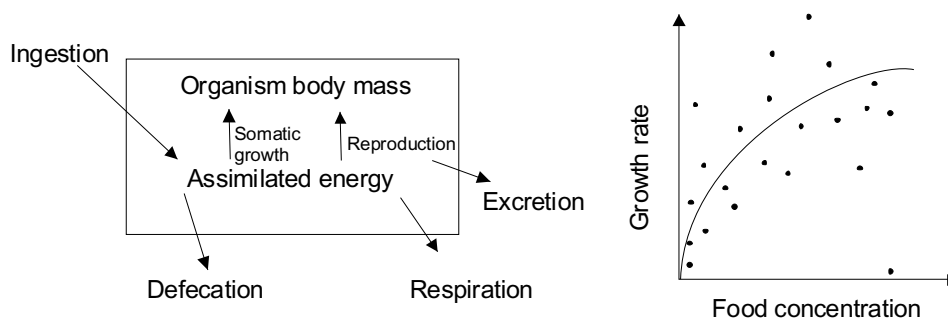 Ingestion
Organism body mass
Somatic
growth
Reproduction
Assimilated energy
Excretion
Defecation
Respiration
Growth rate
Food concentration